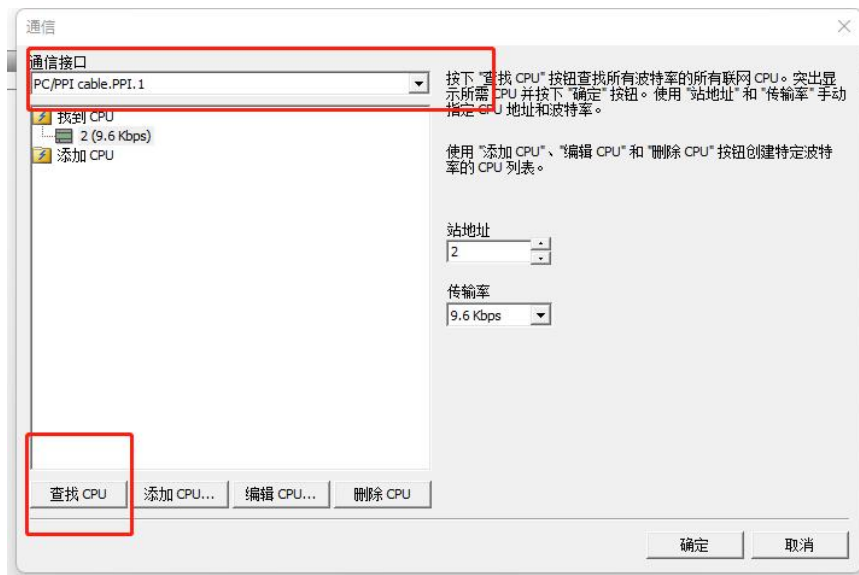 通信
通信接口
PC/PPI cable.PPI.1
找到 CPU
2 (9.6 Kbps)
添加 CPU
查找 CPU
添加 CPU...
编辑 CPU...
删除 CPU
按下 "查找 CPU" 按钮查找所有波特率的所有联网 CPU。突出显
示所需 CPU 并按下 "确定" 按钮。使用 "站地址" 和 "传输率" 手动
指定 CPU 地址和波特率。
使用 "添加 CPU"、"编辑 CPU" 和 "删除 CPU" 按钮创建特定波特
率的 CPU 列表。
站地址
2
传输率
9.6 Kbps
确定
取消